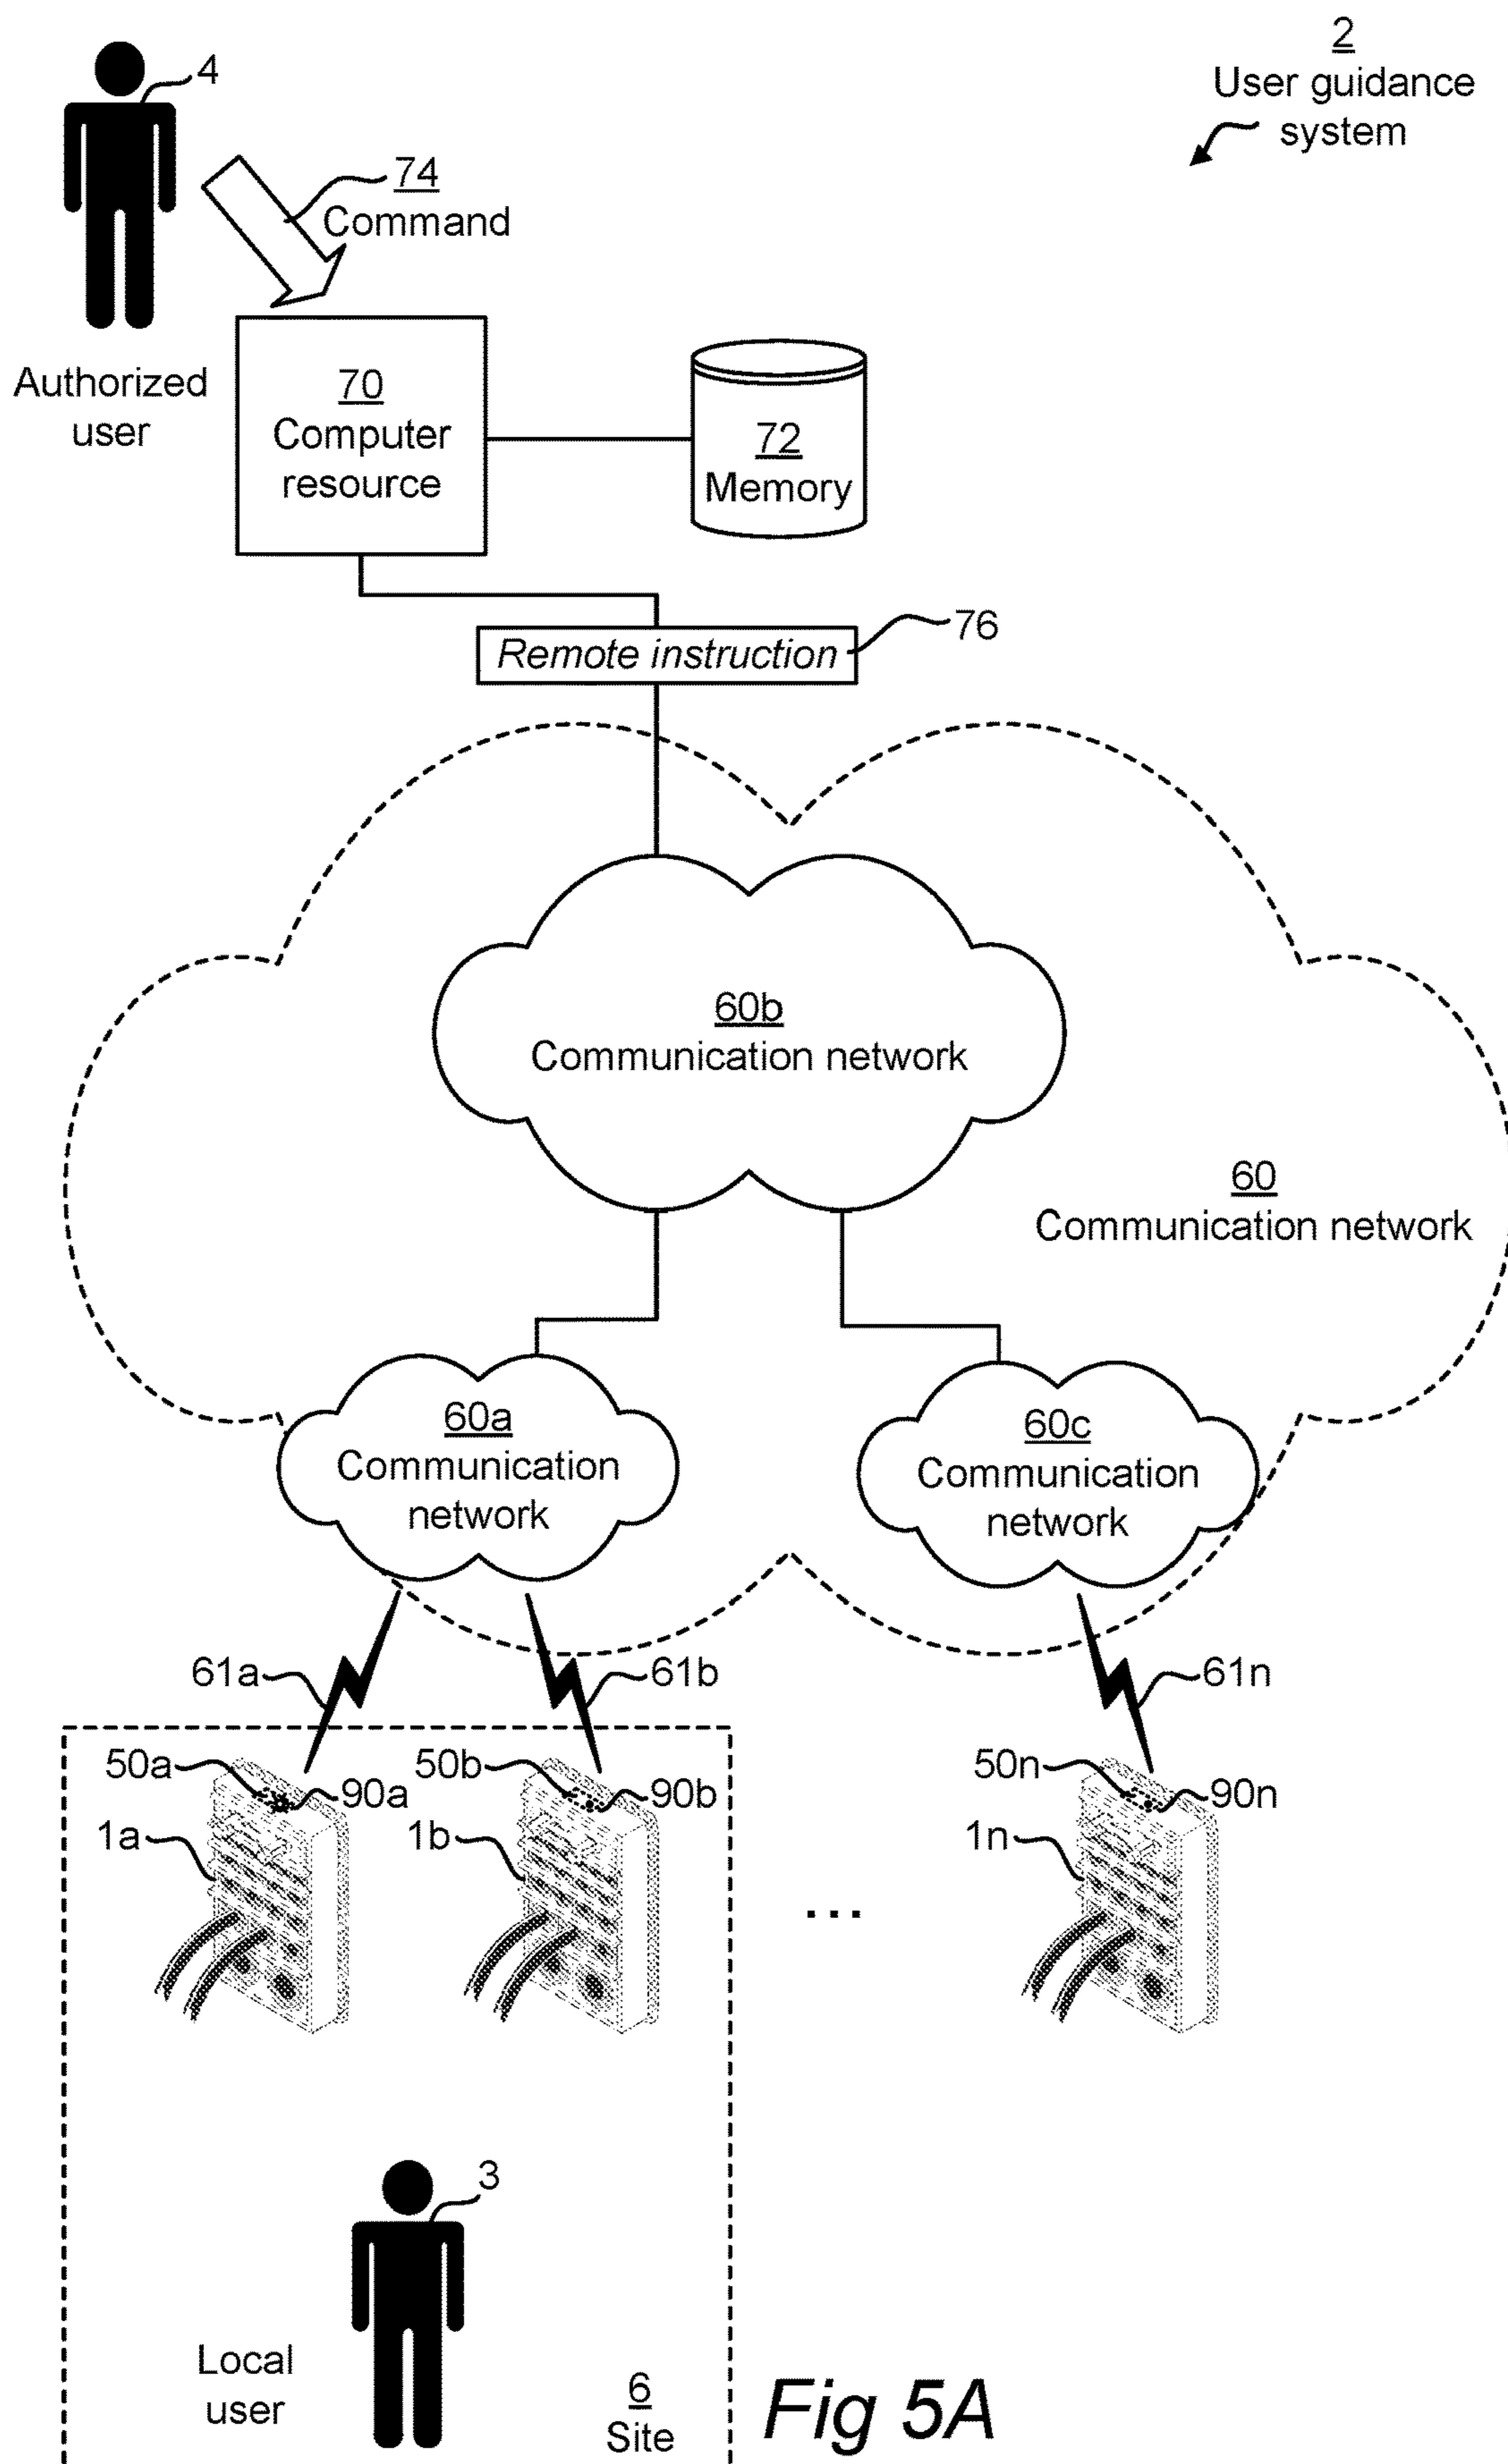 2
User guidance
system
4
74
Command
Authorized
user
70
Computer
resource
72
Memory
Remote instruction
76
60b
Communication network
60
Communication network
60a
Communication
network
60c
Communication
network
61a
61b
61n
50a
90a
50b
90b
50n
90n
1a
1b
1n
...
3
Local
user
6
Site
Fig 5A